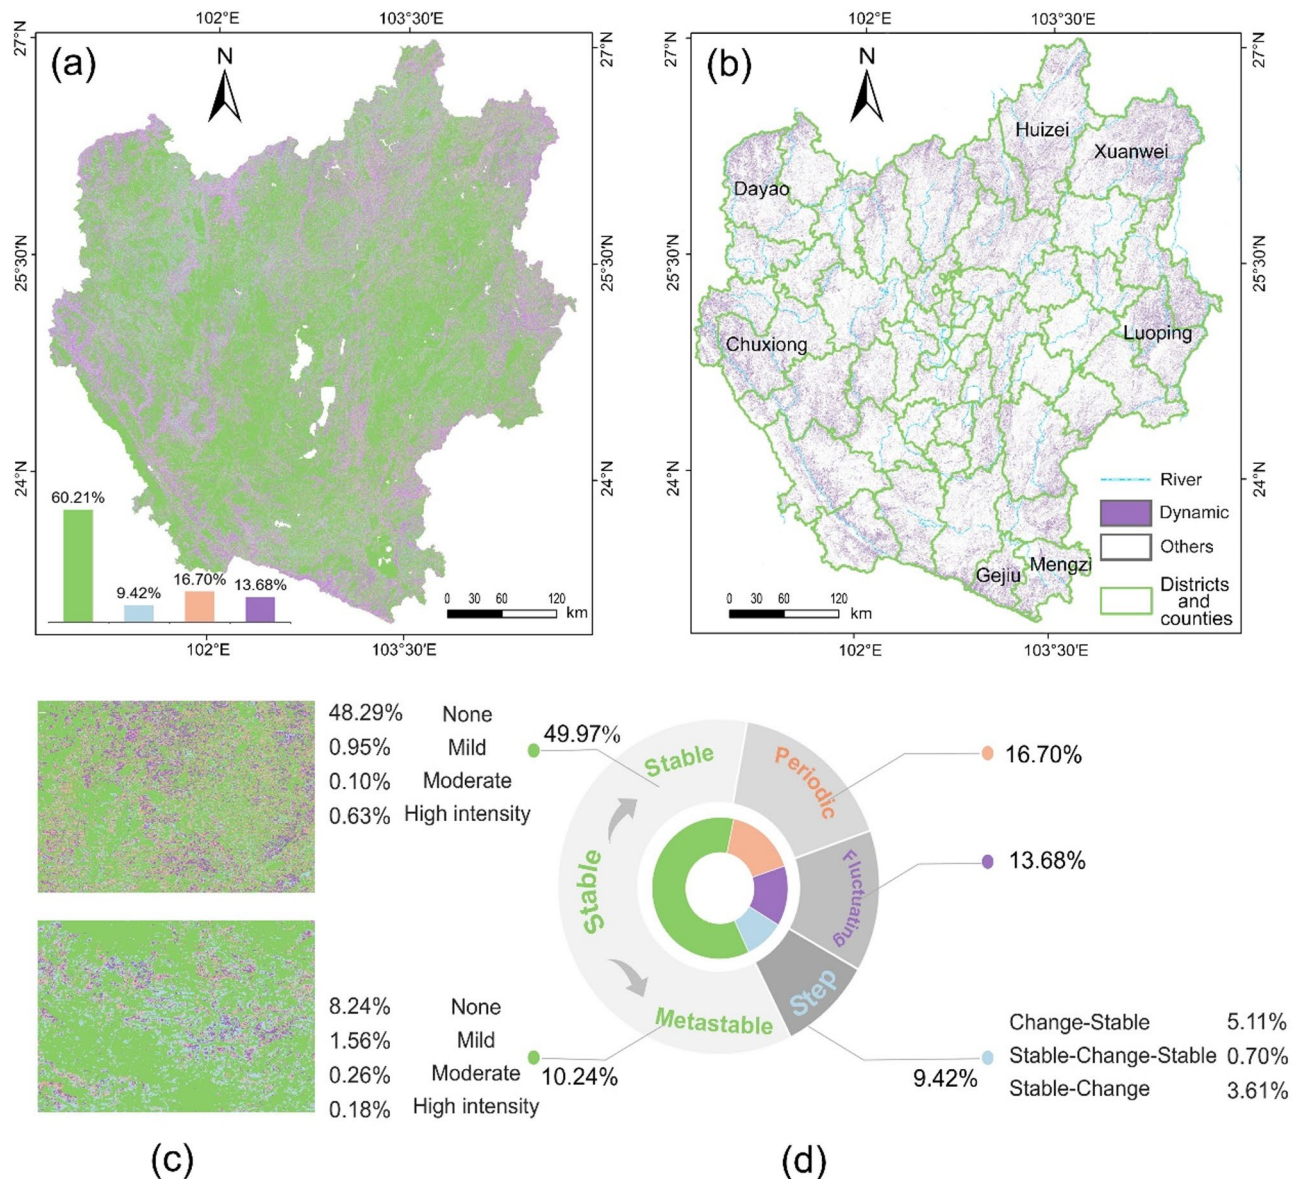 102°E
103°30'E
102°E
103°30'E
27°N
(a)
N
27°N
27°N
(b)
N
27°N
Huizei
Xuanwei
Dayao
25°30'N
25°30'N
25°30'N
25°30'N
Chuxiong
Luoping
24°N
24°N
24°N
24°N
60.21%
9.42%
16.70%
13.68%
River
Dynamic
Others
Gejiu
Mengzi
Districts
and
counties
0 30 60 120
km
0 30 60 120
km
102°E
103°30'E
102°E
103°30'E
48.29% None
0.95% Mild
0.10% Moderate
0.63% High intensity
49.97%
Stable
Periodic
16.70%
Stable
Fluctuating
13.68%
Step
Metastable
8.24% None
1.56% Mild
0.26% Moderate
0.18% High intensity
10.24%
9.42%
Change-Stable 5.11%
Stable-Change-Stable 0.70%
Stable-Change 3.61%
(c)
(d)